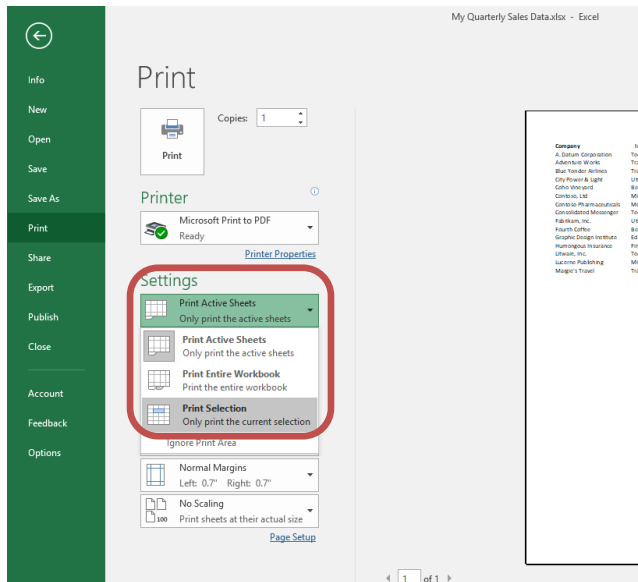 My Quarterly Sales Data.xlsx - Excel
Info
New
Open
Save
Save As
Print
Share
Export
Publish
Close
Account
Feedback
Options
Print
Copies: 1
Print
Printer
Microsoft Print to PDF
Ready
Printer Properties
Settings
Print Active Sheets
Only print the active sheets
Print Active Sheets
Only print the active sheets
Print Entire Workbook
Print the entire workbook
Print Selection
Only print the current selection
Ignore Print Area
Normal Margins
Left: 0.7" Right: 0.7"
No Scaling
100 Print sheets at their actual size
Page Setup
Company
A. Datum Corporation
Adventure Works
Blue Yonder Airlines
City Power & Light
Coho Vineyard
Contoso, Ltd
Contoso Pharmaceuticals
Consolidated Messenger
Fabrikam, Inc.
Fourth Coffee
Graphic Design Institute
Humongous Insurance
Litware, Inc.
Lucerne Publishing
Margie's Travel
1 of 1